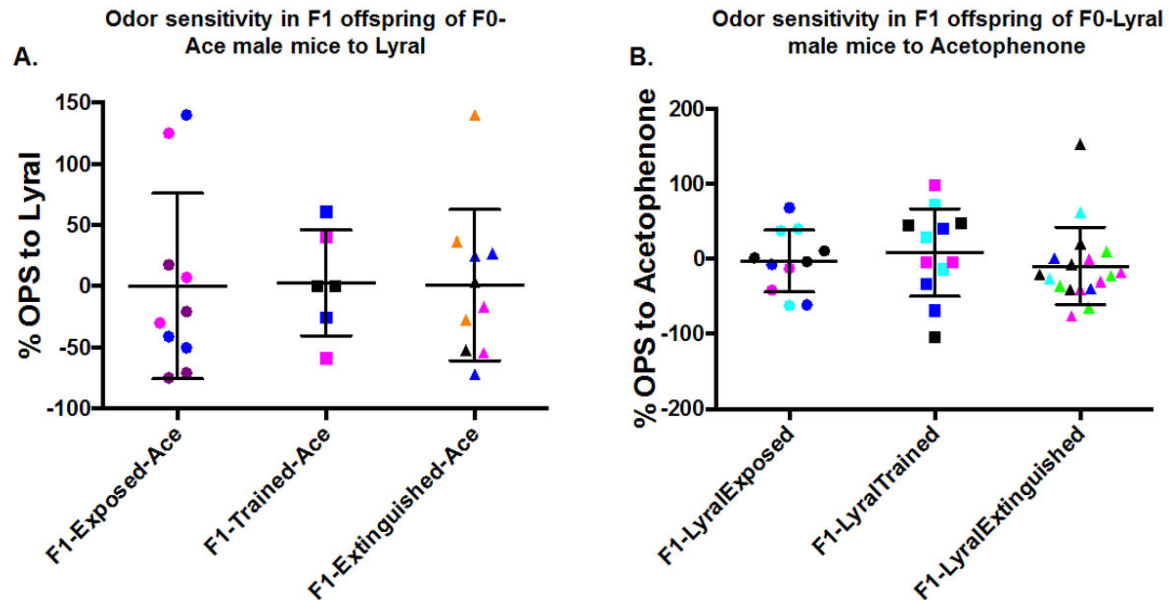 Odor sensitivity in F1 offspring of F0-
Ace male mice to Lyral
A.
% OPS to Lyral
150
100
50
0
-50
-100
F1-Exposed-Ace
F1-Trained-Ace
F1-Extinguished-Ace
Odor sensitivity in F1 offspring of F0-Lyral
male mice to Acetophenone
B.
% OPS to Acetophenone
200
100
0
-100
-200
F1-LyralExposed
F1-LyralTrained
F1-LyralExtinguished